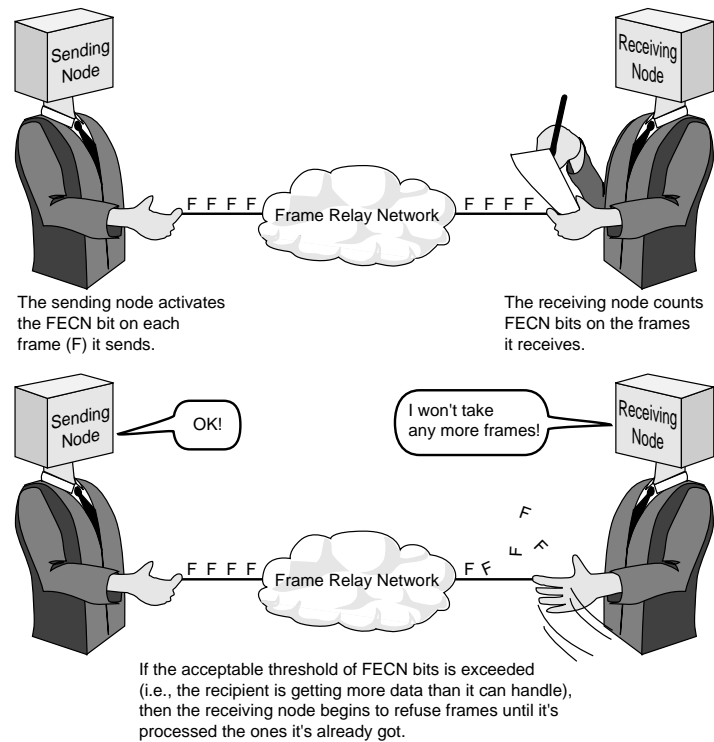 Sending
Node
Receiving
Node
F F F F
Frame Relay Network
F F F F
The sending node activates
the FECN bit on each
frame (F) it sends.
The receiving node counts
FECN bits on the frames
it receives.
Sending
Node
OK!
I won't take
any more frames!
Receiving
Node
F F F F
Frame Relay Network
F F
F
F
F
If the acceptable threshold of FECN bits is exceeded
(i.e., the recipient is getting more data than it can handle),
then the receiving node begins to refuse frames until it's
processed the ones it's already got.